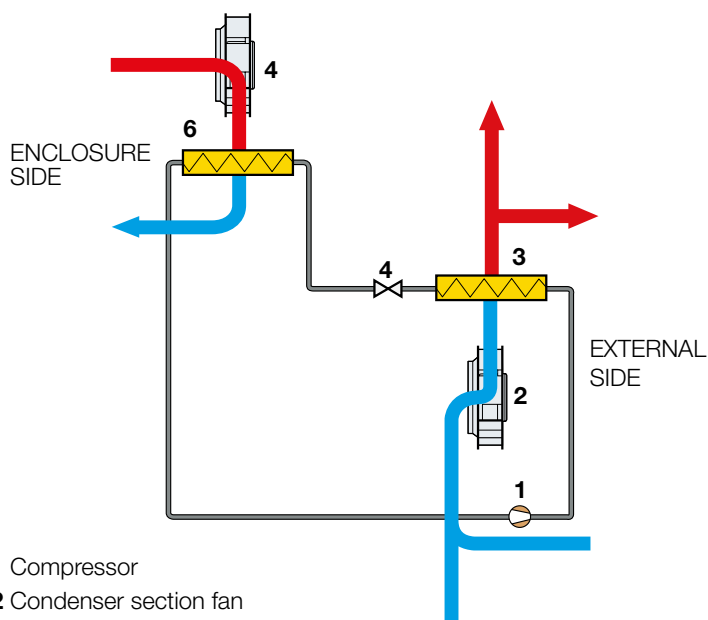 4
6
ENCLOSURE
SIDE
3
4
EXTERNAL
SIDE
2
1
Compressor
2 Condenser section fan